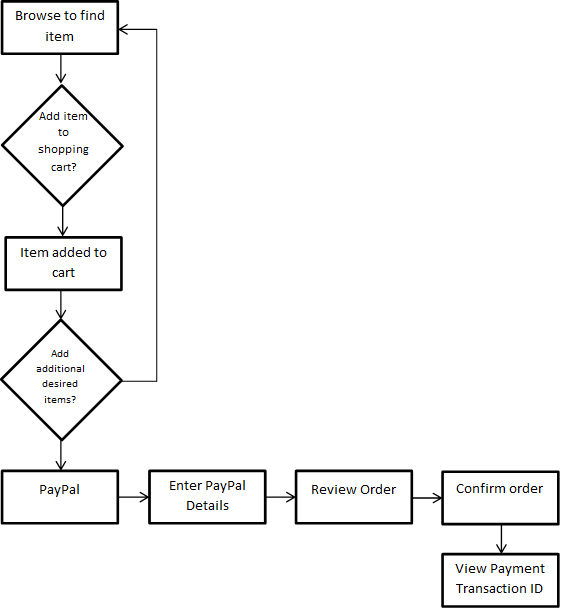 Browse to find
item
Add item
to
shopping
cart?
Item added to
cart
Add
additional
desired
items?
PayPal
Enter PayPal
Details
Review Order
Confirm order
View Payment
Transaction ID